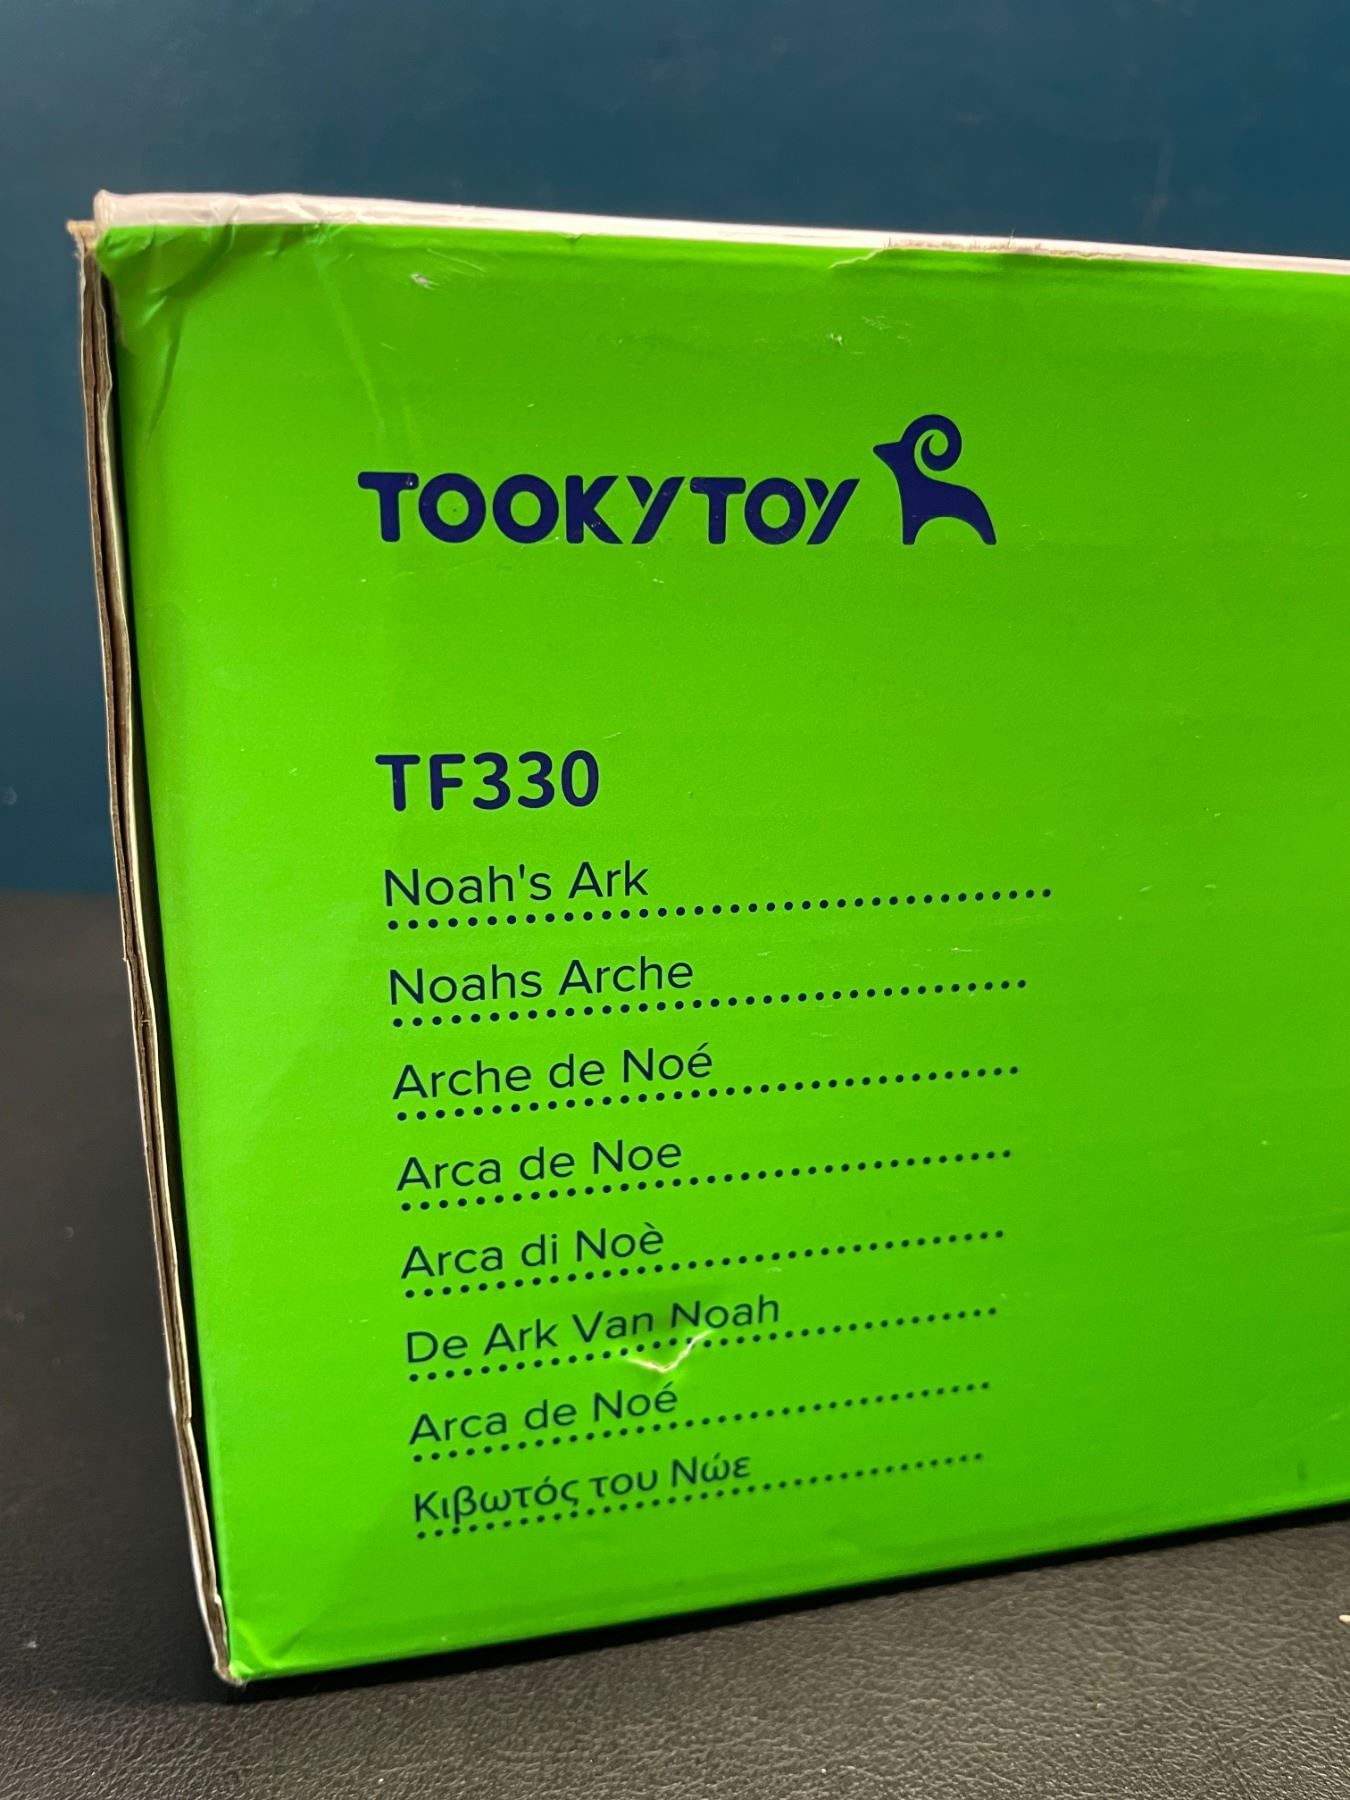 TOOKYTOY
TF330
Noah's Ark
Noahs Arche
Arche de Noé
Arca de Noe
Arca di Noè
De Ark Van Noah
Arca de Noé
Κιβωτός του Νώε